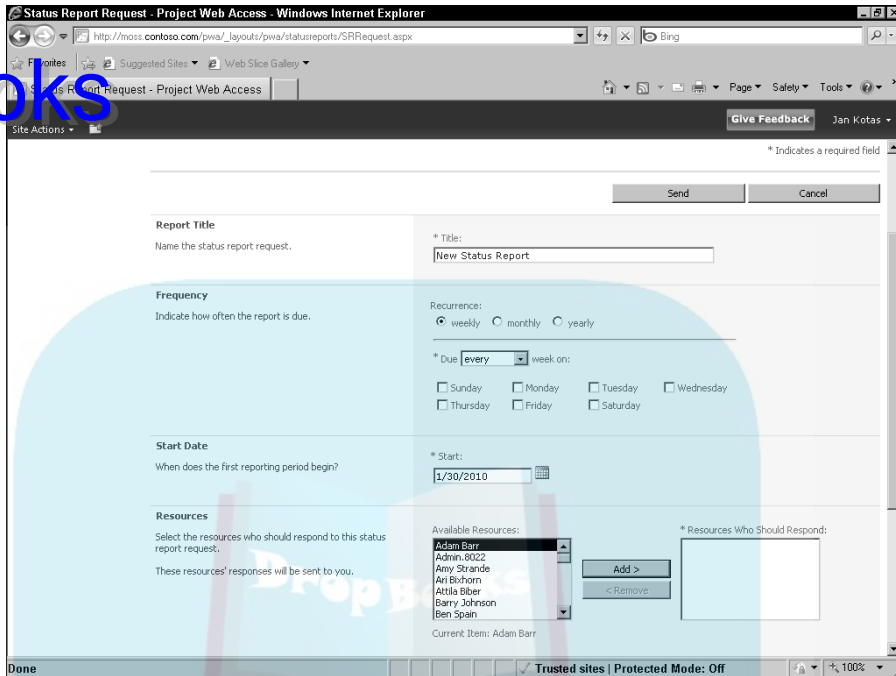 Status Report Request - Project Web Access - Windows Internet Explorer
http://moss.contoso.com/pwa/_layouts/pwa/statusreports/SRRequest.aspx
Bing
Favorites Suggested Sites Web Slice Gallery
Status Report Request - Project Web Access
Page Safety Tools
oks
Site Actions
Give Feedback Jan Kotas
* Indicates a required field
Send Cancel
Report Title
Name the status report request.
* Title:
New Status Report
Frequency
Indicate how often the report is due.
Recurrence:
weekly monthly yearly
* Due every week on:
Sunday Monday Tuesday Wednesday
Thursday Friday Saturday
Start Date
When does the first reporting period begin?
* Start:
1/30/2010
Resources
Select the resources who should respond to this status
report request.
These resources' responses will be sent to you.
Available Resources:
Adam Barr
Admin.8022
Amy Strande
Ari Bixhorn
Attila Biber
Barry Johnson
Ben Spain
Current Item: Adam Barr
Add >
< Remove
* Resources Who Should Respond:
DropBooks
Done
Trusted sites | Protected Mode: Off
100%